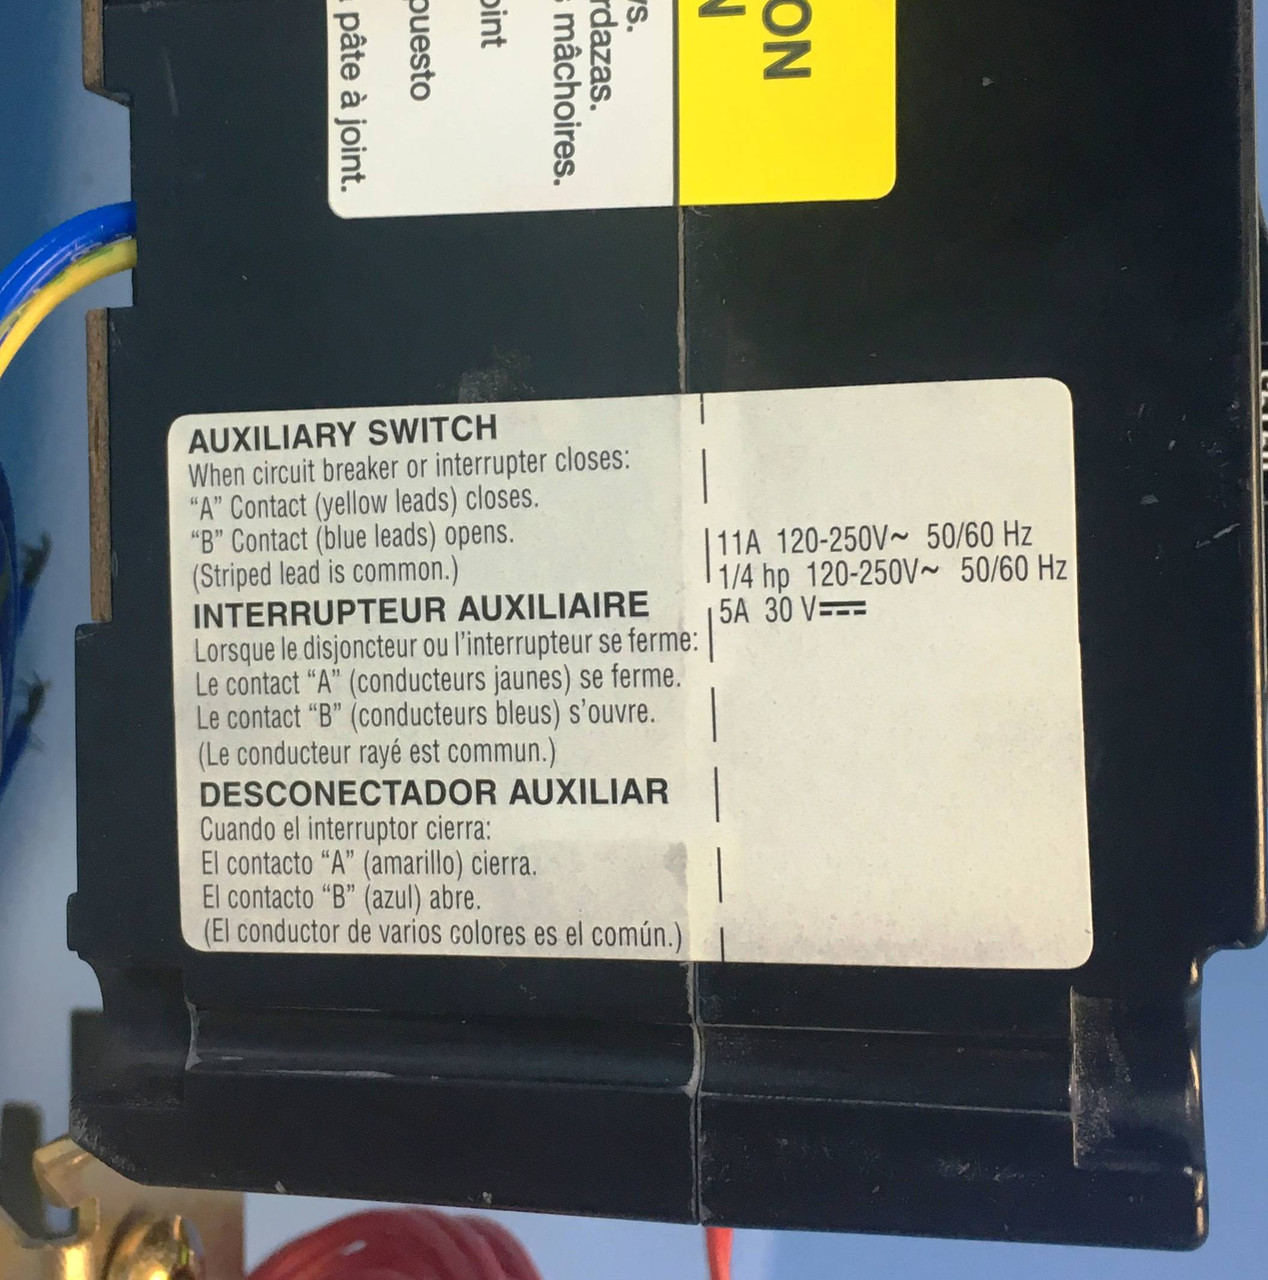 pâte à joint.
puesto
oint
mâchoires.
rdazas.
vs.
N
ON
AUXILIARY SWITCH
When circuit breaker or interrupter closes:
“A” Contact (yellow leads) closes.
“B” Contact (blue leads) opens.
(Striped lead is common.)
INTERRUPTEUR AUXILIAIRE
Lorsque le disjoncteur ou l’interrupteur se ferme:
Le contact “A” (conducteurs jaunes) se ferme.
Le contact “B” (conducteurs bleus) s’ouvre.
(Le conducteur rayé est commun.)
DESCONECTADOR AUXILIAR
Cuando el interruptor cierra:
El contacto “A” (amarillo) cierra.
El contacto “B” (azul) abre.
(El conductor de varios colores es el común.)
11A 120-250V~ 50/60 Hz
1/4 hp 120-250V~ 50/60 Hz
5A 30 V⎓